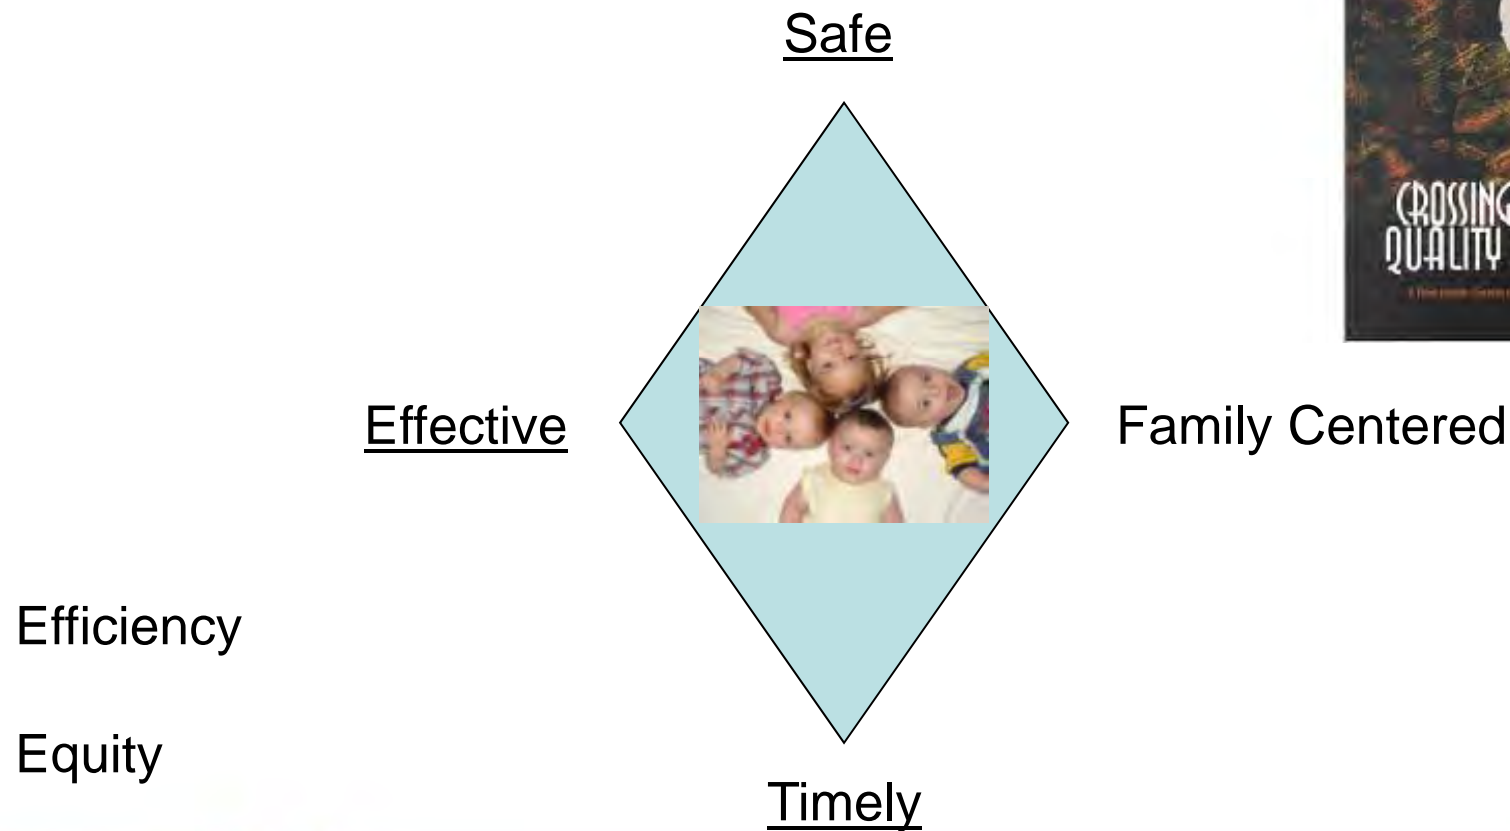 Safe
CROSSING
QUALITY
Effective
Family Centered
Efficiency
Equity
Timely